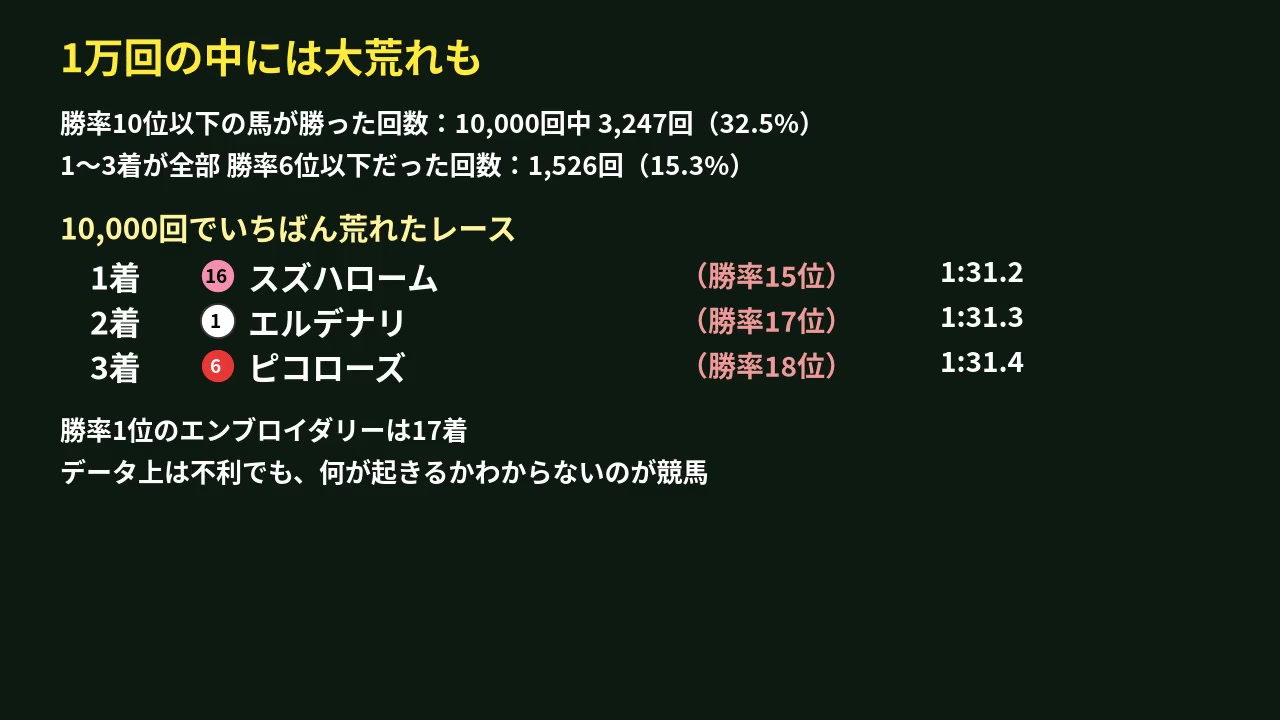 1万回の中には大荒れも
勝率10位以下の馬が勝った回数：10,000回中 3,247回（32.5%）
1〜3着が全部 勝率6位以下だった回数：1,526回（15.3%）
10,000回でいちばん荒れたレース
1着 16 スズハローム （勝率15位） 1:31.2
2着 1 エルデナリ （勝率17位） 1:31.3
3着 6 ピコローズ （勝率18位） 1:31.4
勝率1位のエンブロイダリーは17着
データ上は不利でも、何が起きるかわからないのが競馬